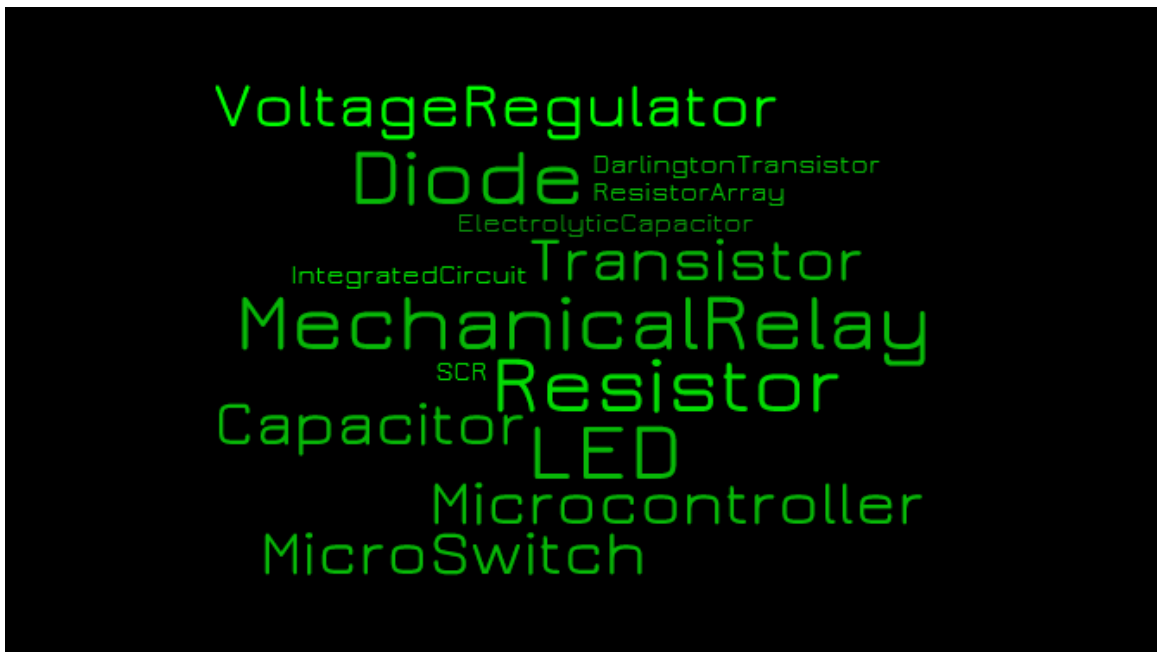 VoltageRegulator
Diode DarlingtonTransistor
ResistorArray
ElectrolyticCapacitor
IntegratedCircuit Transistor
MechanicalRelay
SCR Resistor
Capacitor
LED
Microcontroller
MicroSwitch